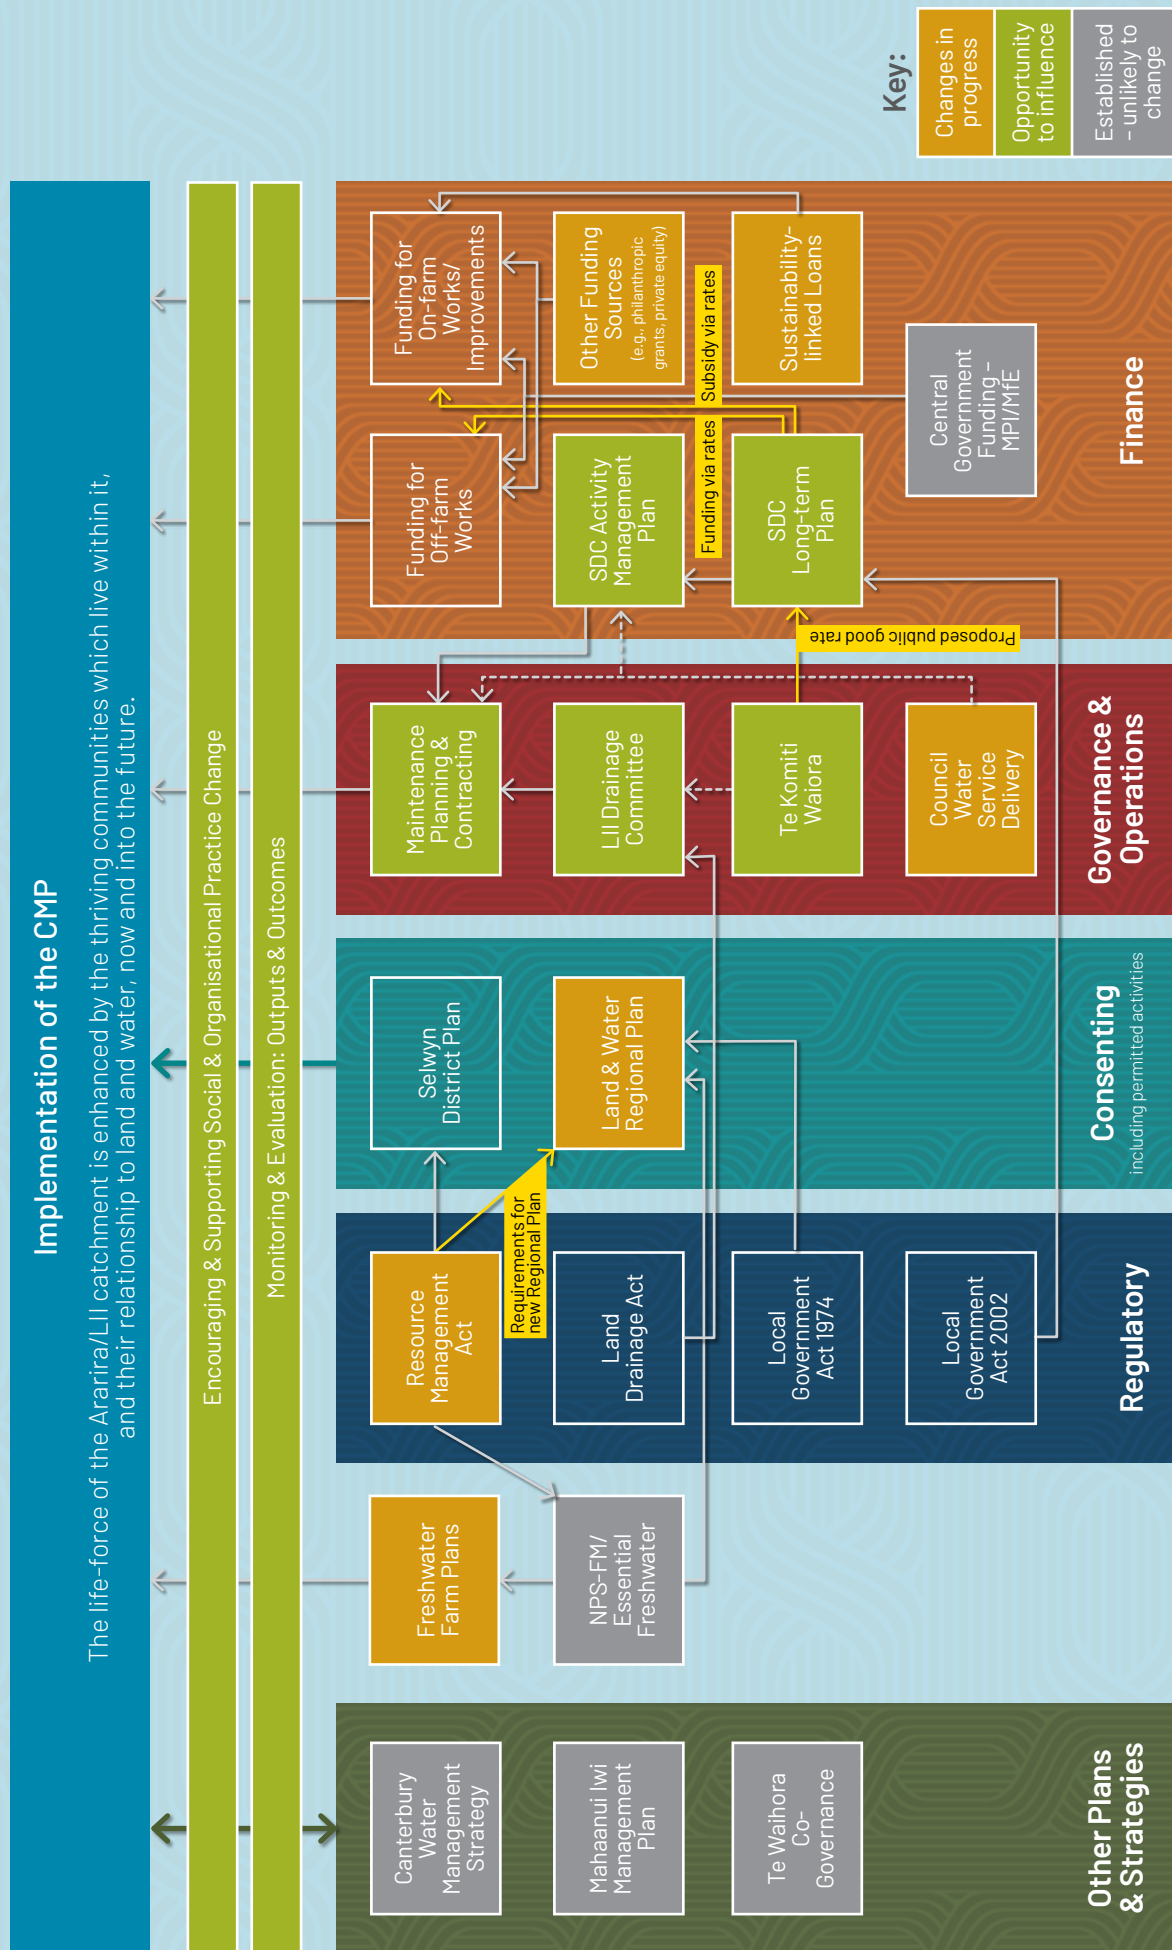 Implementation of the CMP
The life-force of the Ararira/LII catchment is enhanced by the thriving communities which live within it,
and their relationship to land and water, now and into the future.
Encouraging & Supporting Social & Organisational Practice Change
Monitoring & Evaluation: Outputs & Outcomes
Canterbury
Water
Management
Strategy
Mahaanui Iwi
Management
Plan
Te Waihora
Co-
Governance
Other Plans
& Strategies
Freshwater
Farm Plans
NPS-FM/
Essential
Freshwater
Resource
Management
Act
Requirements for
new Regional Plan
Land
Drainage Act
Local
Government
Act 1974
Local
Government
Act 2002
Regulatory
Selwyn
District Plan
Land & Water
Regional Plan
Consenting
including permitted activities
Maintenance
Planning &
Contracting
LII Drainage
Committee
Te Komiti
Waiora
Council
Water
Service
Delivery
Governance &
Operations
Proposed public good rate
Funding for
Off-farm
Works
SDC Activity
Management
Plan
Funding via rates
SDC
Long-term
Plan
Funding for
On-farm
Works/
Improvements
Other Funding
Sources
(e.g., philanthropic
grants, private equity)
Subsidy via rates
Sustainability-
linked Loans
Central
Government
Funding –
MPI/MfE
Finance
Key:
Changes in
progress
Opportunity
to influence
Established
– unlikely to
change